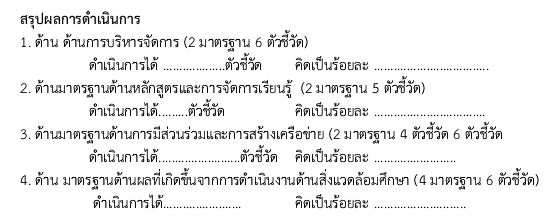 สรุปผลการดำเนินการ
1. ด้าน ด้านการบริหารจัดการ (2 มาตรฐาน 6 ตัวชี้วัด)
ดำเนินการได้ ...................ตัวชี้วัด คิดเป็นร้อยละ ...................................
2. ด้านมาตรฐานด้านหลักสูตรและการจัดการเรียนรู้ (2 มาตรฐาน 5 ตัวชี้วัด)
ดำเนินการได้.........ตัวชี้วัด คิดเป็นร้อยละ ..................................
3. ด้านมาตรฐานด้านการมีส่วนร่วมและการสร้างเครือข่าย (2 มาตรฐาน 4 ตัวชี้วัด 6 ตัวชี้วัด
ดำเนินการได้.........................ตัวชี้วัด คิดเป็นร้อยละ .........................
4. ด้าน มาตรฐานด้านผลที่เกิดขึ้นจากการดำเนินงานด้านสิ่งแวดล้อมศึกษา (4 มาตรฐาน 6 ตัวชี้วัด)
ดำเนินการได้........................ คิดเป็นร้อยละ ............................